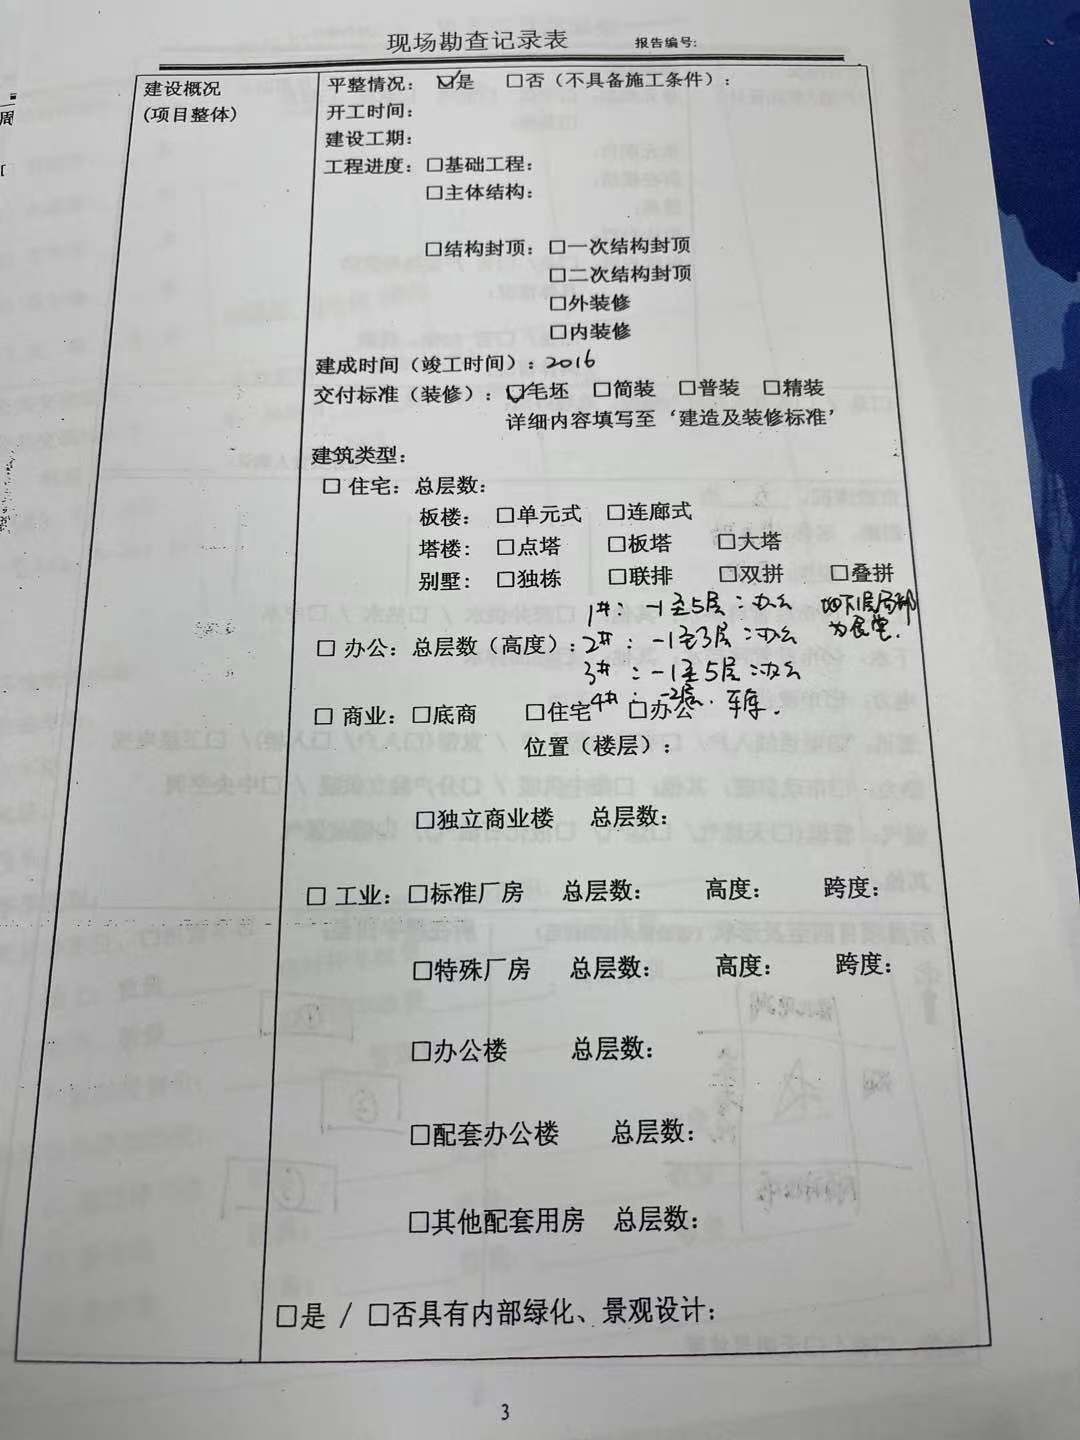 现场勘查记录表 报告编号:
建设概况
(项目整体)
平整情况: ☑是 □否(不具备施工条件):
开工时间:
建设工期:
工程进度: □基础工程:
□主体结构:
□结构封顶: □一次结构封顶
□二次结构封顶
□外装修
□内装修
建成时间(竣工时间): 2016
交付标准(装修): ☑毛坯 □简装 □普装 □精装
详细内容填写至‘建造及装修标准’
建筑类型:
□ 住宅: 总层数:
板楼: □单元式 □连廊式
塔楼: □点塔 □板塔 □大塔
别墅: □独栋 □联排 □双拼 □叠拼
1#: -1至5层: 办公 地下1层局部
为食堂.
□ 办公: 总层数(高度): 2#: -1至3层: 办公
3#: -1至5层: 办公
4#: -2层. 车库.
□ 商业: □底商 □住宅 □办公
位置(楼层):
□独立商业楼 总层数:
□ 工业: □标准厂房 总层数: 高度: 跨度:
□特殊厂房 总层数: 高度: 跨度:
□办公楼 总层数:
□配套办公楼 总层数:
□其他配套用房 总层数:
□是 / □否具有内部绿化、景观设计:
3